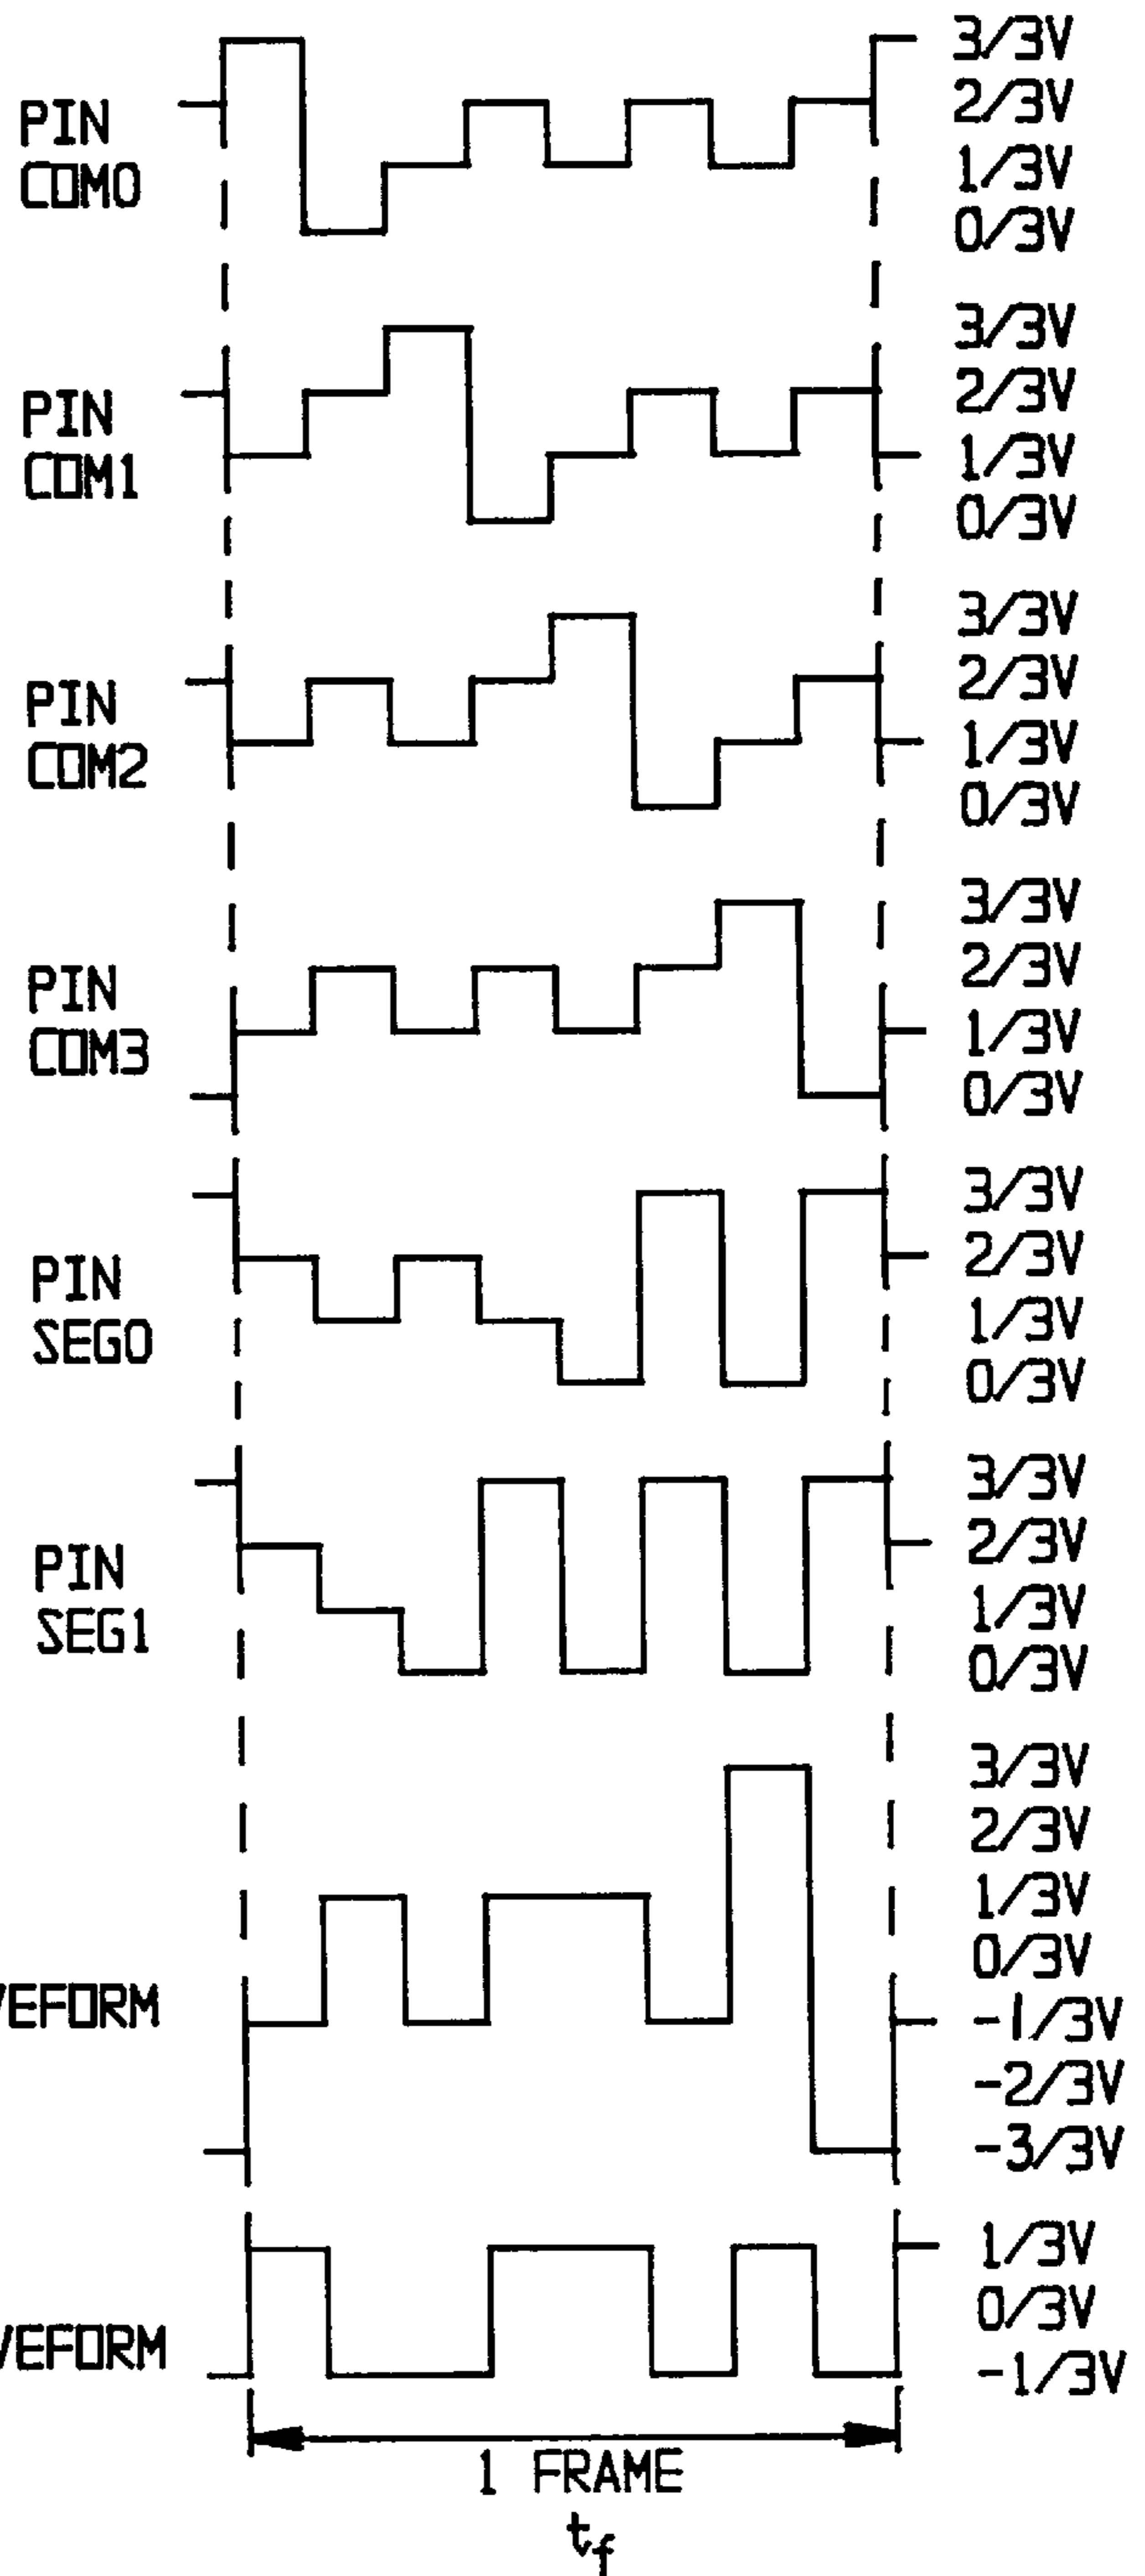 3/3V
PIN 2/3V
COM0 1/3V
0/3V
3/3V
PIN 2/3V
COM1 1/3V
0/3V
3/3V
PIN 2/3V
COM2 1/3V
0/3V
3/3V
PIN 2/3V
COM3 1/3V
0/3V
3/3V
PIN 2/3V
SEG0 1/3V
0/3V
3/3V
PIN 2/3V
SEG1 1/3V
0/3V
3/3V
2/3V
1/3V
0/3V
VEFORM -1/3V
-2/3V
-3/3V
1/3V
0/3V
VEFORM -1/3V
1 FRAME
tf